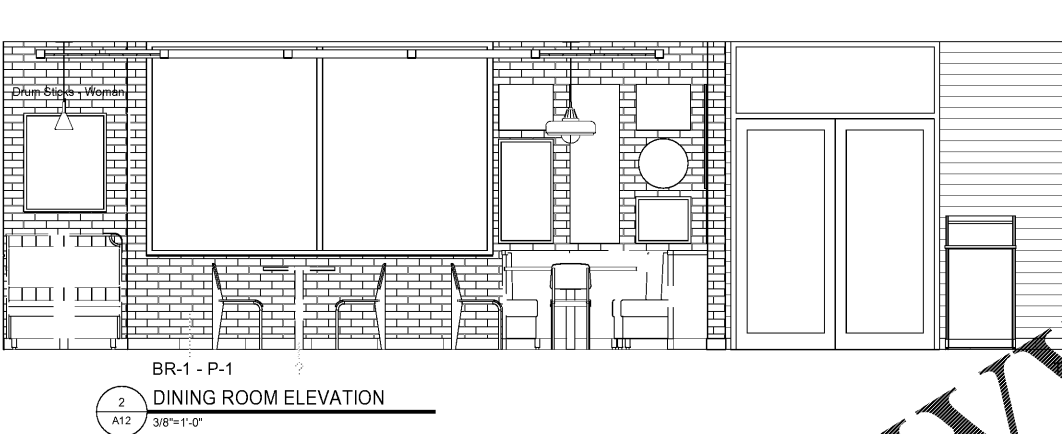 Drum Sticks - Woman
BR-1 - P-1
2
DINING ROOM ELEVATION
A12
3/8"=1'-0"